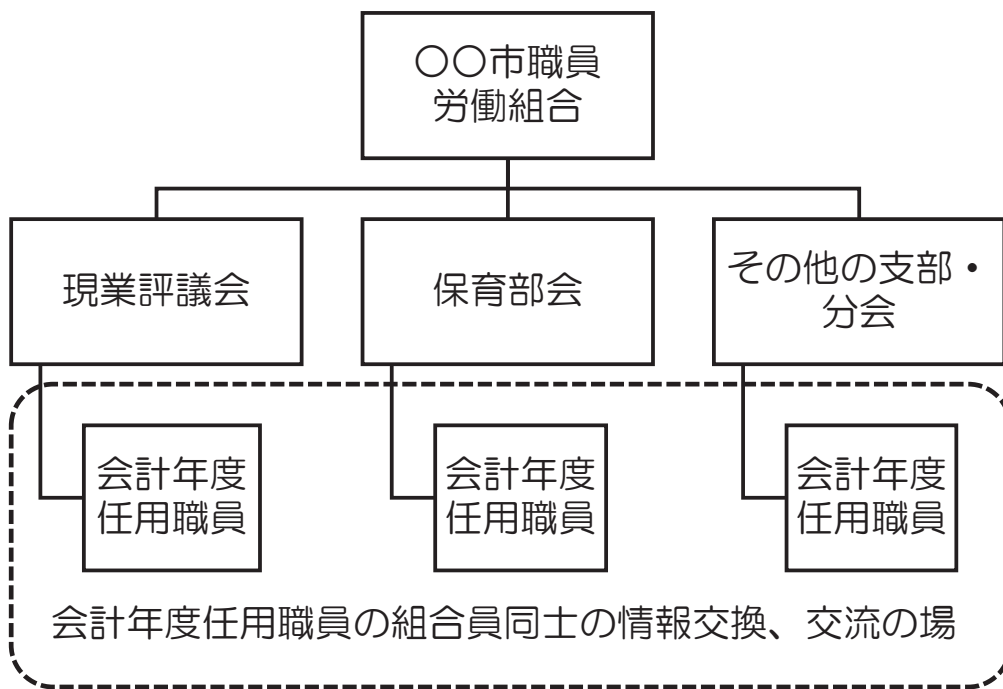 〇〇市職員
労働組合
現業評議会
保育部会
その他の支部・
分会
会計年度
任用職員
会計年度
任用職員
会計年度
任用職員
会計年度任用職員の組合員同士の情報交換、交流の場